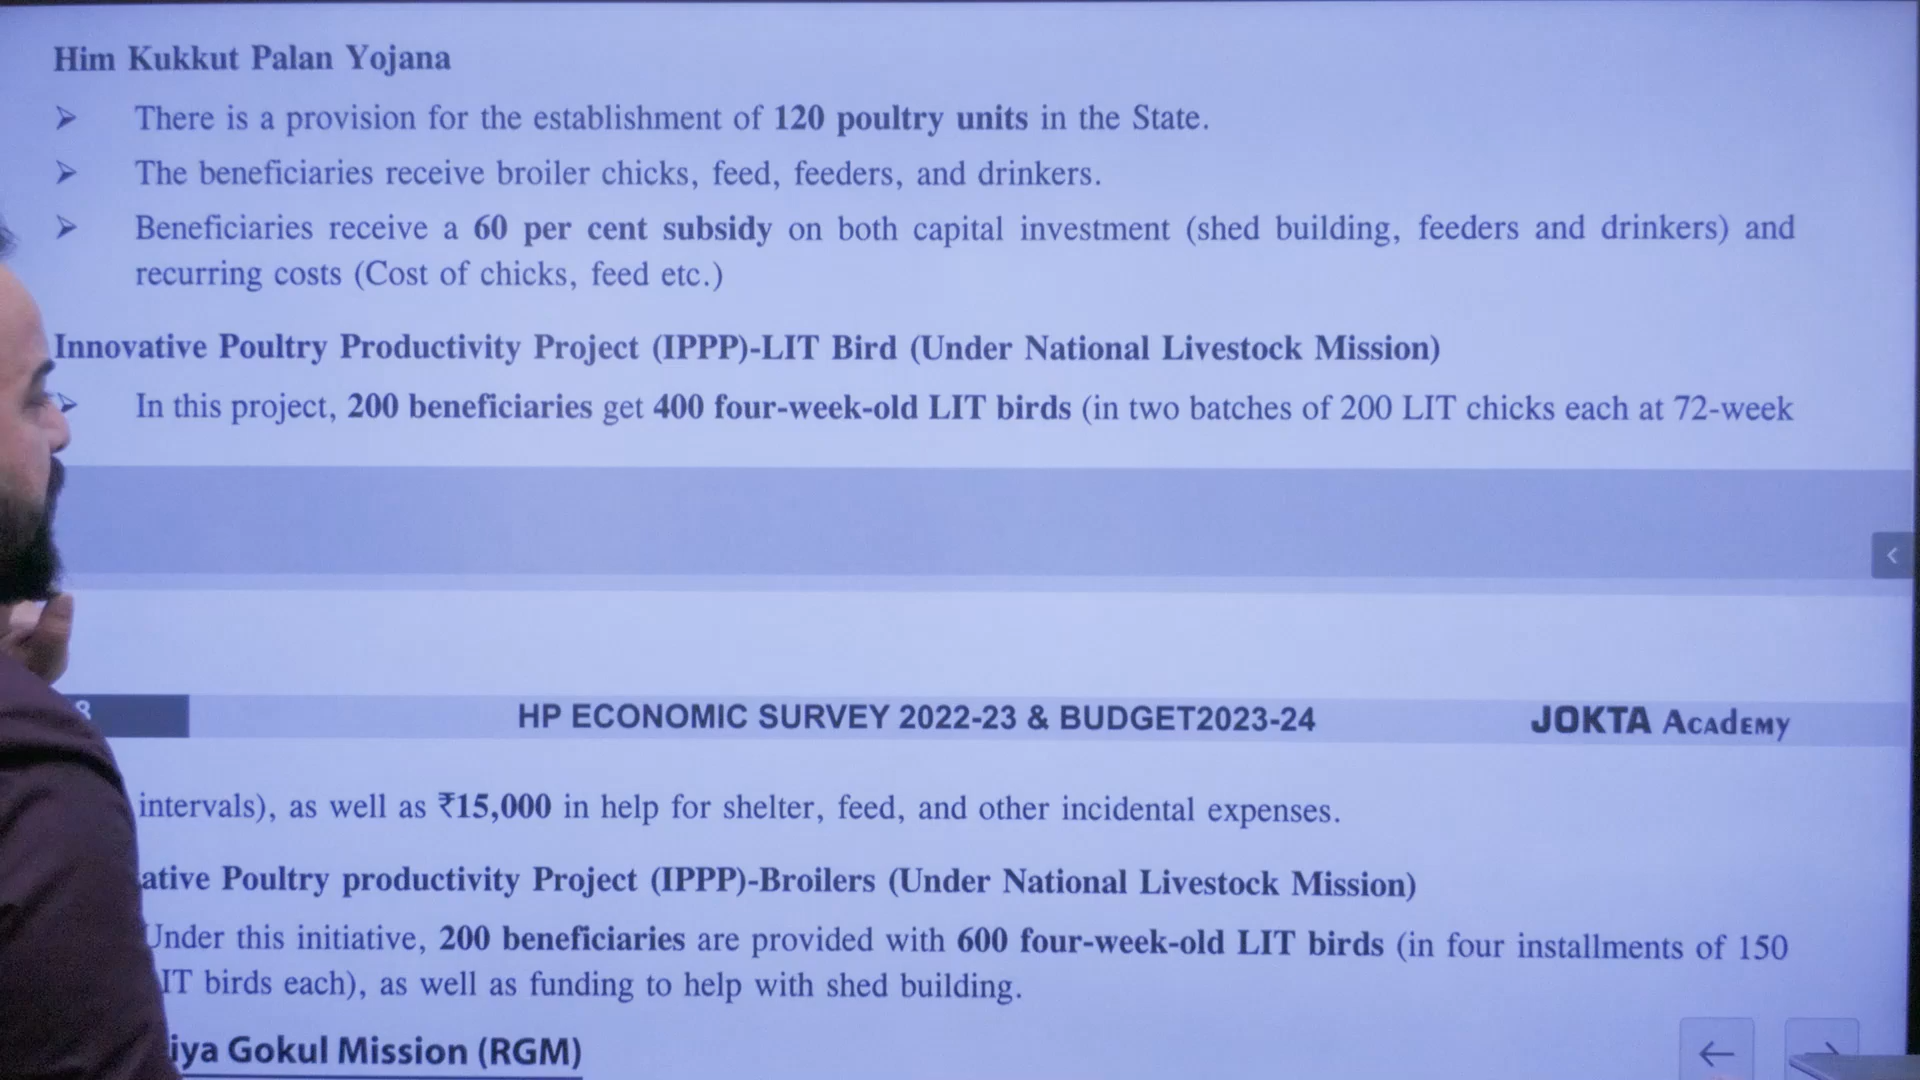 Him Kukkut Palan Yojana
There is a provision for the establishment of 120 poultry units in the State.
The beneficiaries receive broiler chicks, feed, feeders, and drinkers.
Beneficiaries receive a 60 per cent subsidy on both capital investment (shed building, feeders and drinkers) and
recurring costs (Cost of chicks, feed etc.)
Innovative Poultry Productivity Project (IPPP)-LIT Bird (Under National Livestock Mission)
In this project, 200 beneficiaries get 400 four-week-old LIT birds (in two batches of 200 LIT chicks each at 72-week
8 HP ECONOMIC SURVEY 2022-23 & BUDGET2023-24 JOKTA ACADEMY
intervals), as well as ₹15,000 in help for shelter, feed, and other incidental expenses.
ative Poultry productivity Project (IPPP)-Broilers (Under National Livestock Mission)
Under this initiative, 200 beneficiaries are provided with 600 four-week-old LIT birds (in four installments of 150
IT birds each), as well as funding to help with shed building.
iya Gokul Mission (RGM)